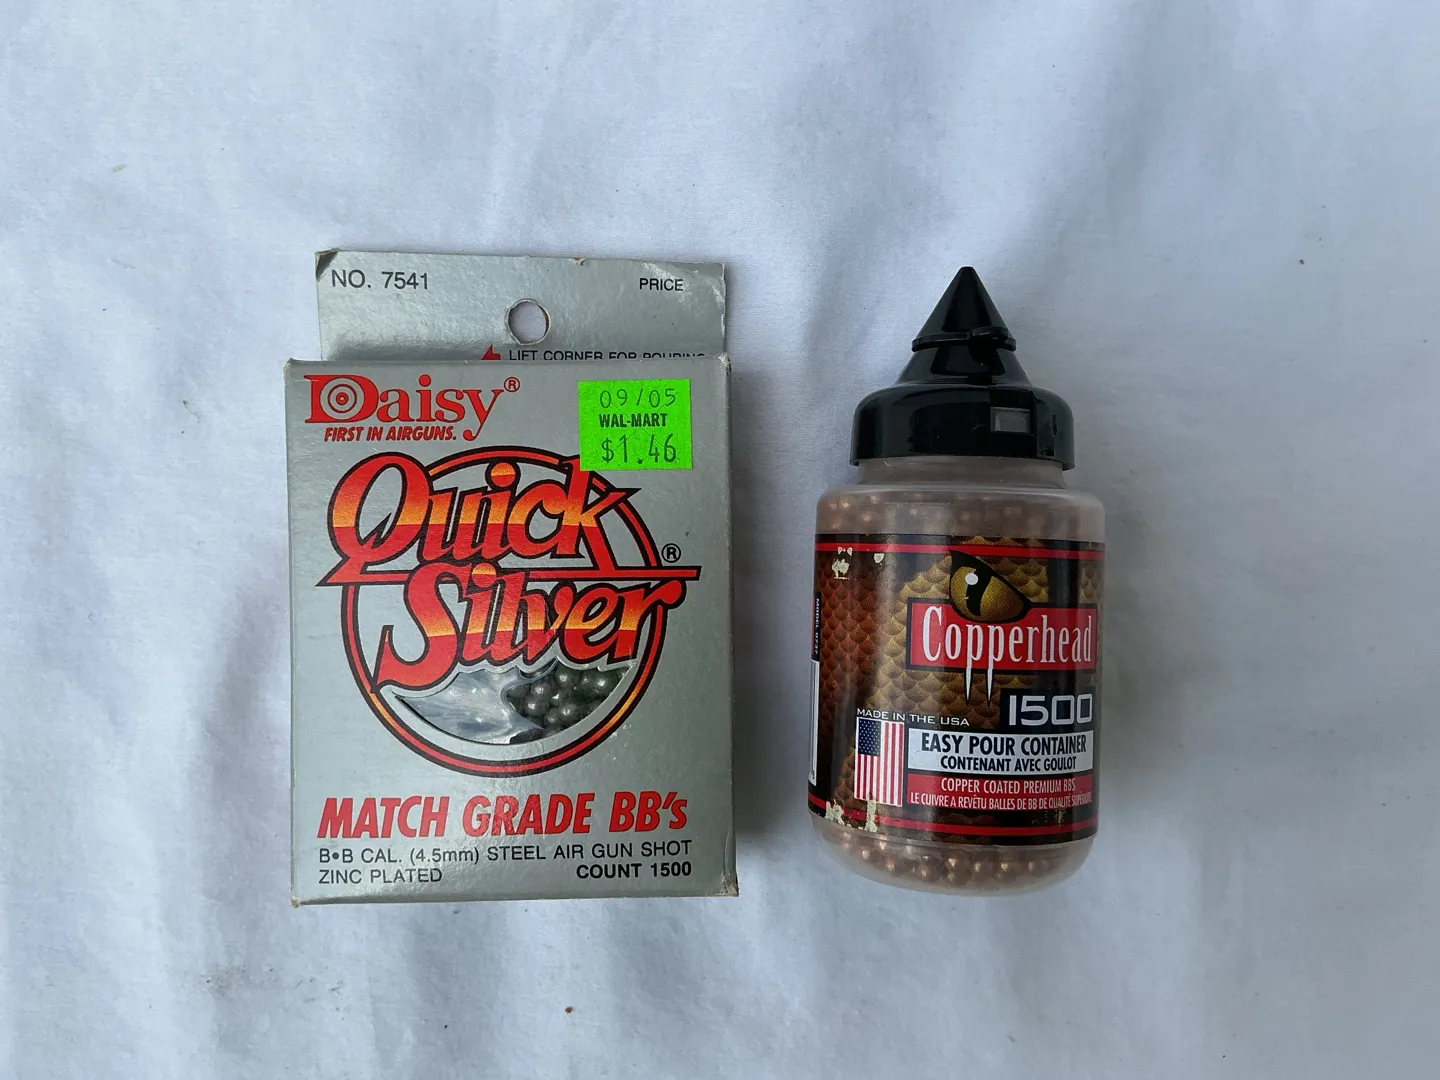 NO. 7541
PRICE
LIFT CORNER FOR POURING
Daisy®
FIRST IN AIRGUNS.
09/05
WAL-MART
$1.46
Quick
Silver®
MATCH GRADE BB's
B•B CAL. (4.5mm) STEEL AIR GUN SHOT
ZINC PLATED
COUNT 1500
Copperhead
1500
MADE IN THE USA
EASY POUR CONTAINER
CONTENANT AVEC GOULOT
COPPER COATED PREMIUM BBS
LE CUIVRE A REVÊTU BALLES DE BB DE QUALITE SUPÉRIEURE
MODEL 0737